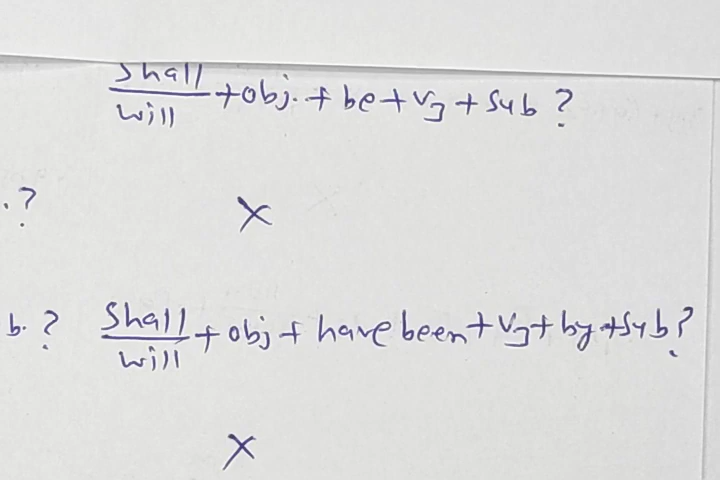 Shall
will
+obj. + be + V3 + Sub ?
. ?
X
b. ?
Shall
will
+ obj + have been + V3 + by + Sub ?
X